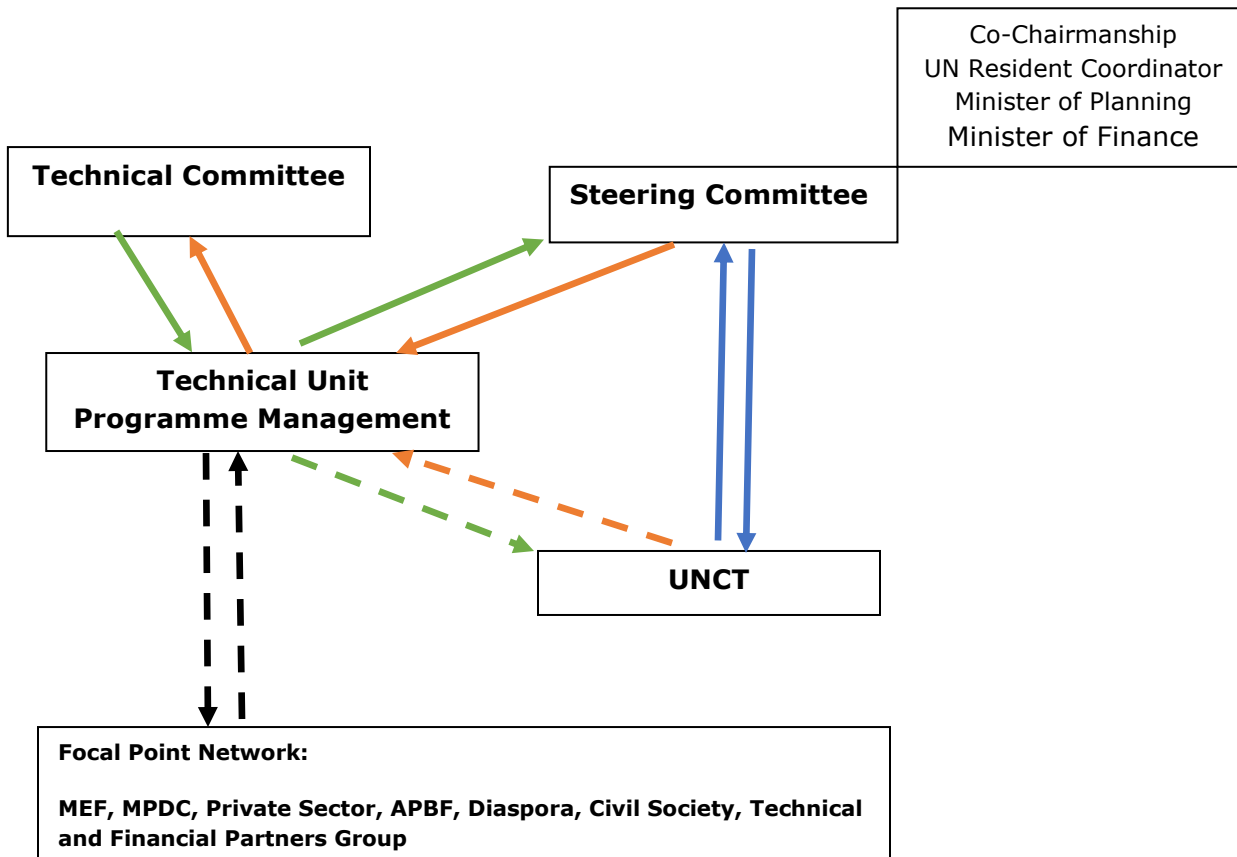 Co-Chairmanship
UN Resident Coordinator
Minister of Planning
Minister of Finance
Technical Committee
Steering Committee
Technical Unit
Programme Management
UNCT
Focal Point Network:
MEF, MPDC, Private Sector, APBF, Diaspora, Civil Society, Technical
and Financial Partners Group